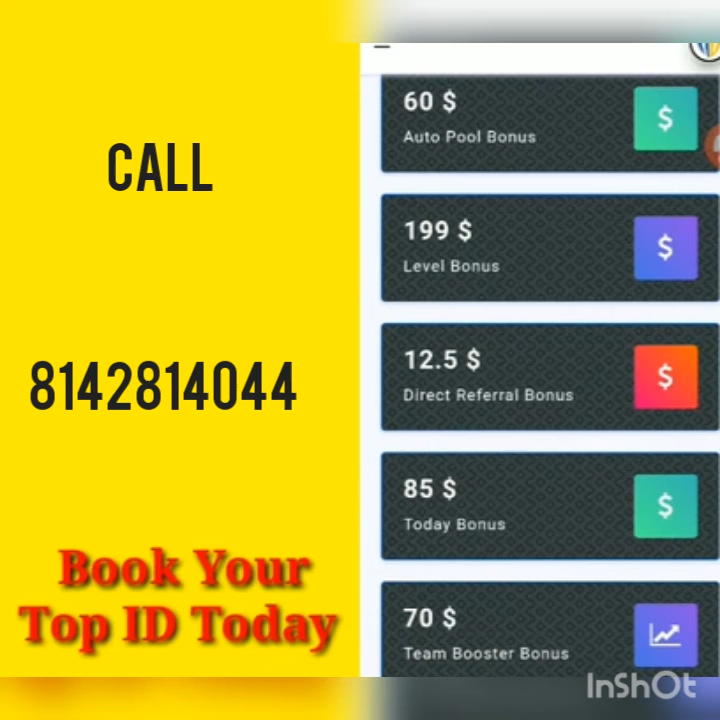 CALL
8142814044
Book Your
Top ID Today
60 $
Auto Pool Bonus
$
199 $
Level Bonus
$
12.5 $
Direct Referral Bonus
$
85 $
Today Bonus
$
70 $
Team Booster Bonus
InShOt